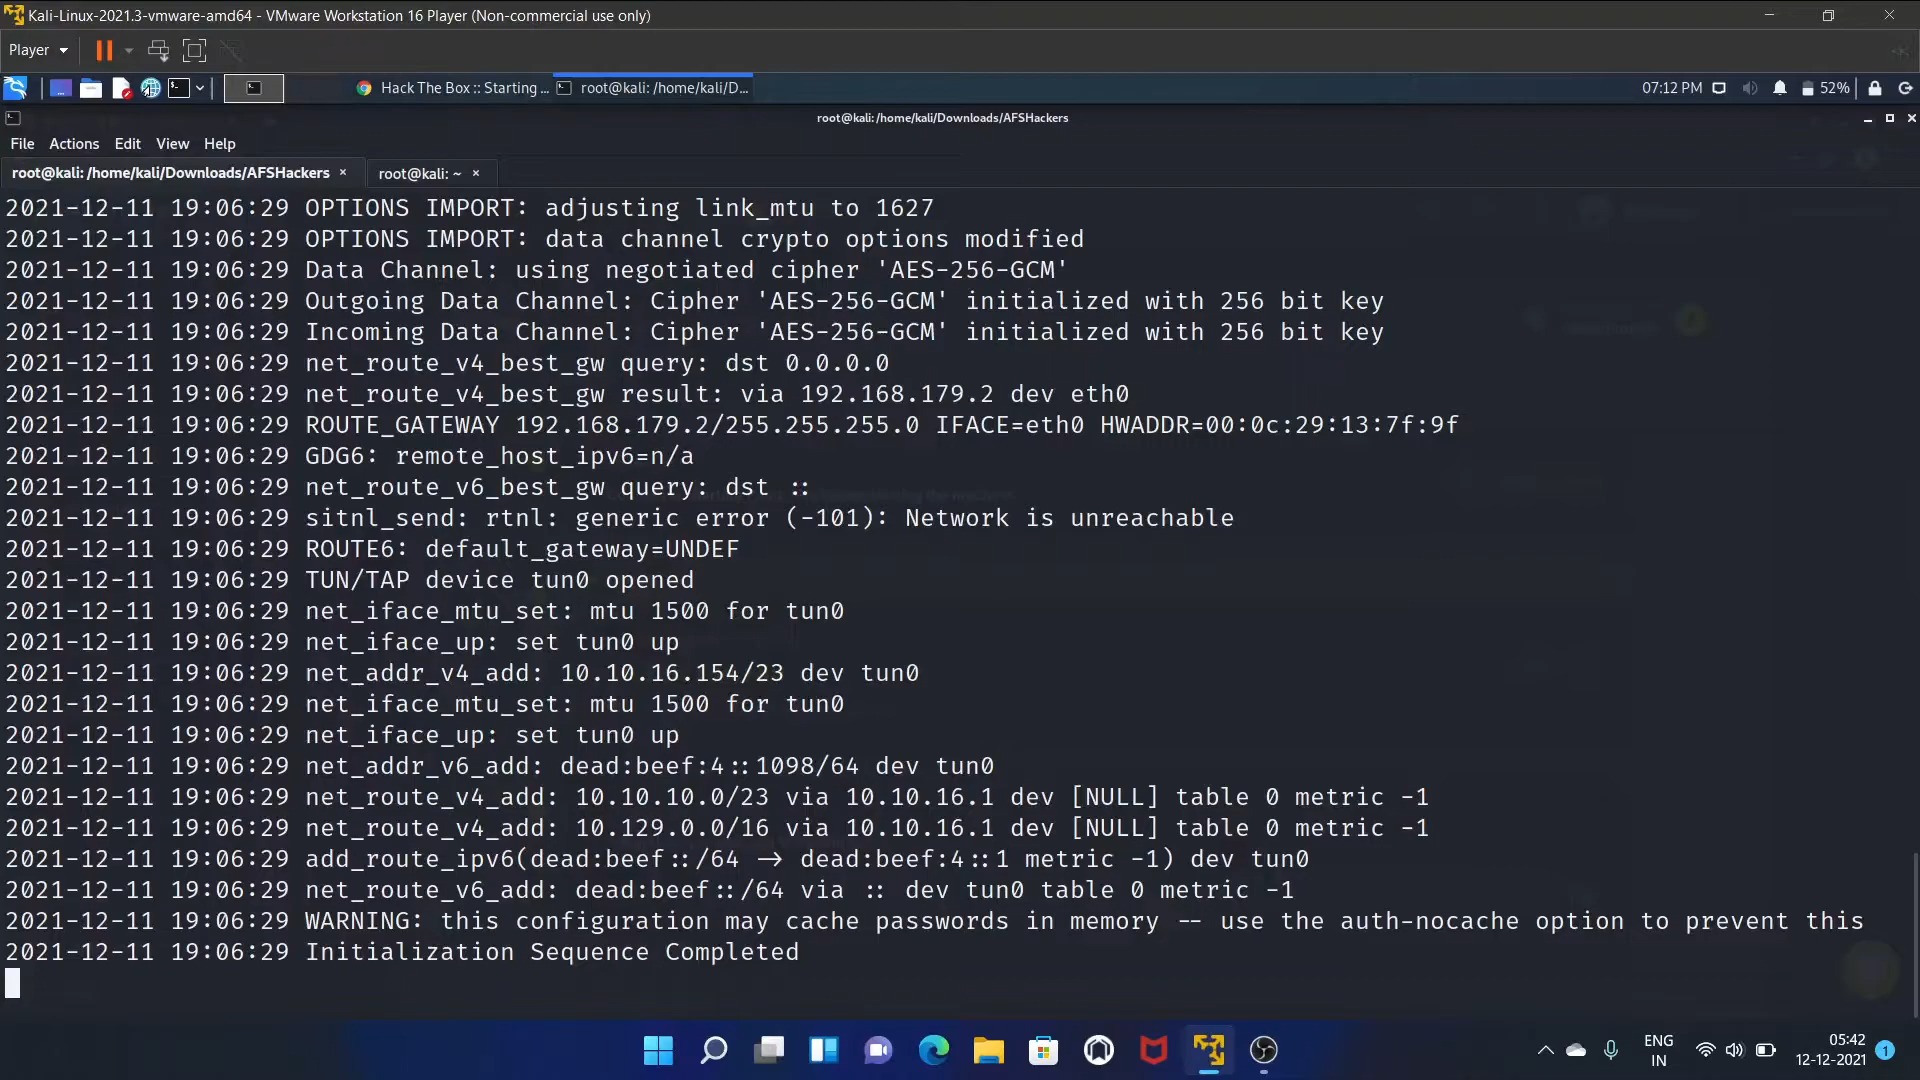 Kali-Linux-2021.3-vmware-amd64 - VMware Workstation 16 Player (Non-commercial use only)
Player
Hack The Box :: Starting ...
root@kali: /home/kali/D...
07:12 PM
52%
root@kali: /home/kali/Downloads/AFSHackers
File Actions Edit View Help
root@kali: /home/kali/Downloads/AFSHackers × root@kali: ~ ×
2021-12-11 19:06:29 OPTIONS IMPORT: adjusting link_mtu to 1627
2021-12-11 19:06:29 OPTIONS IMPORT: data channel crypto options modified
2021-12-11 19:06:29 Data Channel: using negotiated cipher 'AES-256-GCM'
2021-12-11 19:06:29 Outgoing Data Channel: Cipher 'AES-256-GCM' initialized with 256 bit key
2021-12-11 19:06:29 Incoming Data Channel: Cipher 'AES-256-GCM' initialized with 256 bit key
2021-12-11 19:06:29 net_route_v4_best_gw query: dst 0.0.0.0
2021-12-11 19:06:29 net_route_v4_best_gw result: via 192.168.179.2 dev eth0
2021-12-11 19:06:29 ROUTE_GATEWAY 192.168.179.2/255.255.255.0 IFACE=eth0 HWADDR=00:0c:29:13:7f:9f
2021-12-11 19:06:29 GDG6: remote_host_ipv6=n/a
2021-12-11 19:06:29 net_route_v6_best_gw query: dst ::
2021-12-11 19:06:29 sitnl_send: rtnl: generic error (-101): Network is unreachable
2021-12-11 19:06:29 ROUTE6: default_gateway=UNDEF
2021-12-11 19:06:29 TUN/TAP device tun0 opened
2021-12-11 19:06:29 net_iface_mtu_set: mtu 1500 for tun0
2021-12-11 19:06:29 net_iface_up: set tun0 up
2021-12-11 19:06:29 net_addr_v4_add: 10.10.16.154/23 dev tun0
2021-12-11 19:06:29 net_iface_mtu_set: mtu 1500 for tun0
2021-12-11 19:06:29 net_iface_up: set tun0 up
2021-12-11 19:06:29 net_addr_v6_add: dead:beef:4::1098/64 dev tun0
2021-12-11 19:06:29 net_route_v4_add: 10.10.10.0/23 via 10.10.16.1 dev [NULL] table 0 metric -1
2021-12-11 19:06:29 net_route_v4_add: 10.129.0.0/16 via 10.10.16.1 dev [NULL] table 0 metric -1
2021-12-11 19:06:29 add_route_ipv6(dead:beef::/64 -> dead:beef:4::1 metric -1) dev tun0
2021-12-11 19:06:29 net_route_v6_add: dead:beef::/64 via :: dev tun0 table 0 metric -1
2021-12-11 19:06:29 WARNING: this configuration may cache passwords in memory -- use the auth-nocache option to prevent this
2021-12-11 19:06:29 Initialization Sequence Completed
ENG
IN
05:42
12-12-2021
1